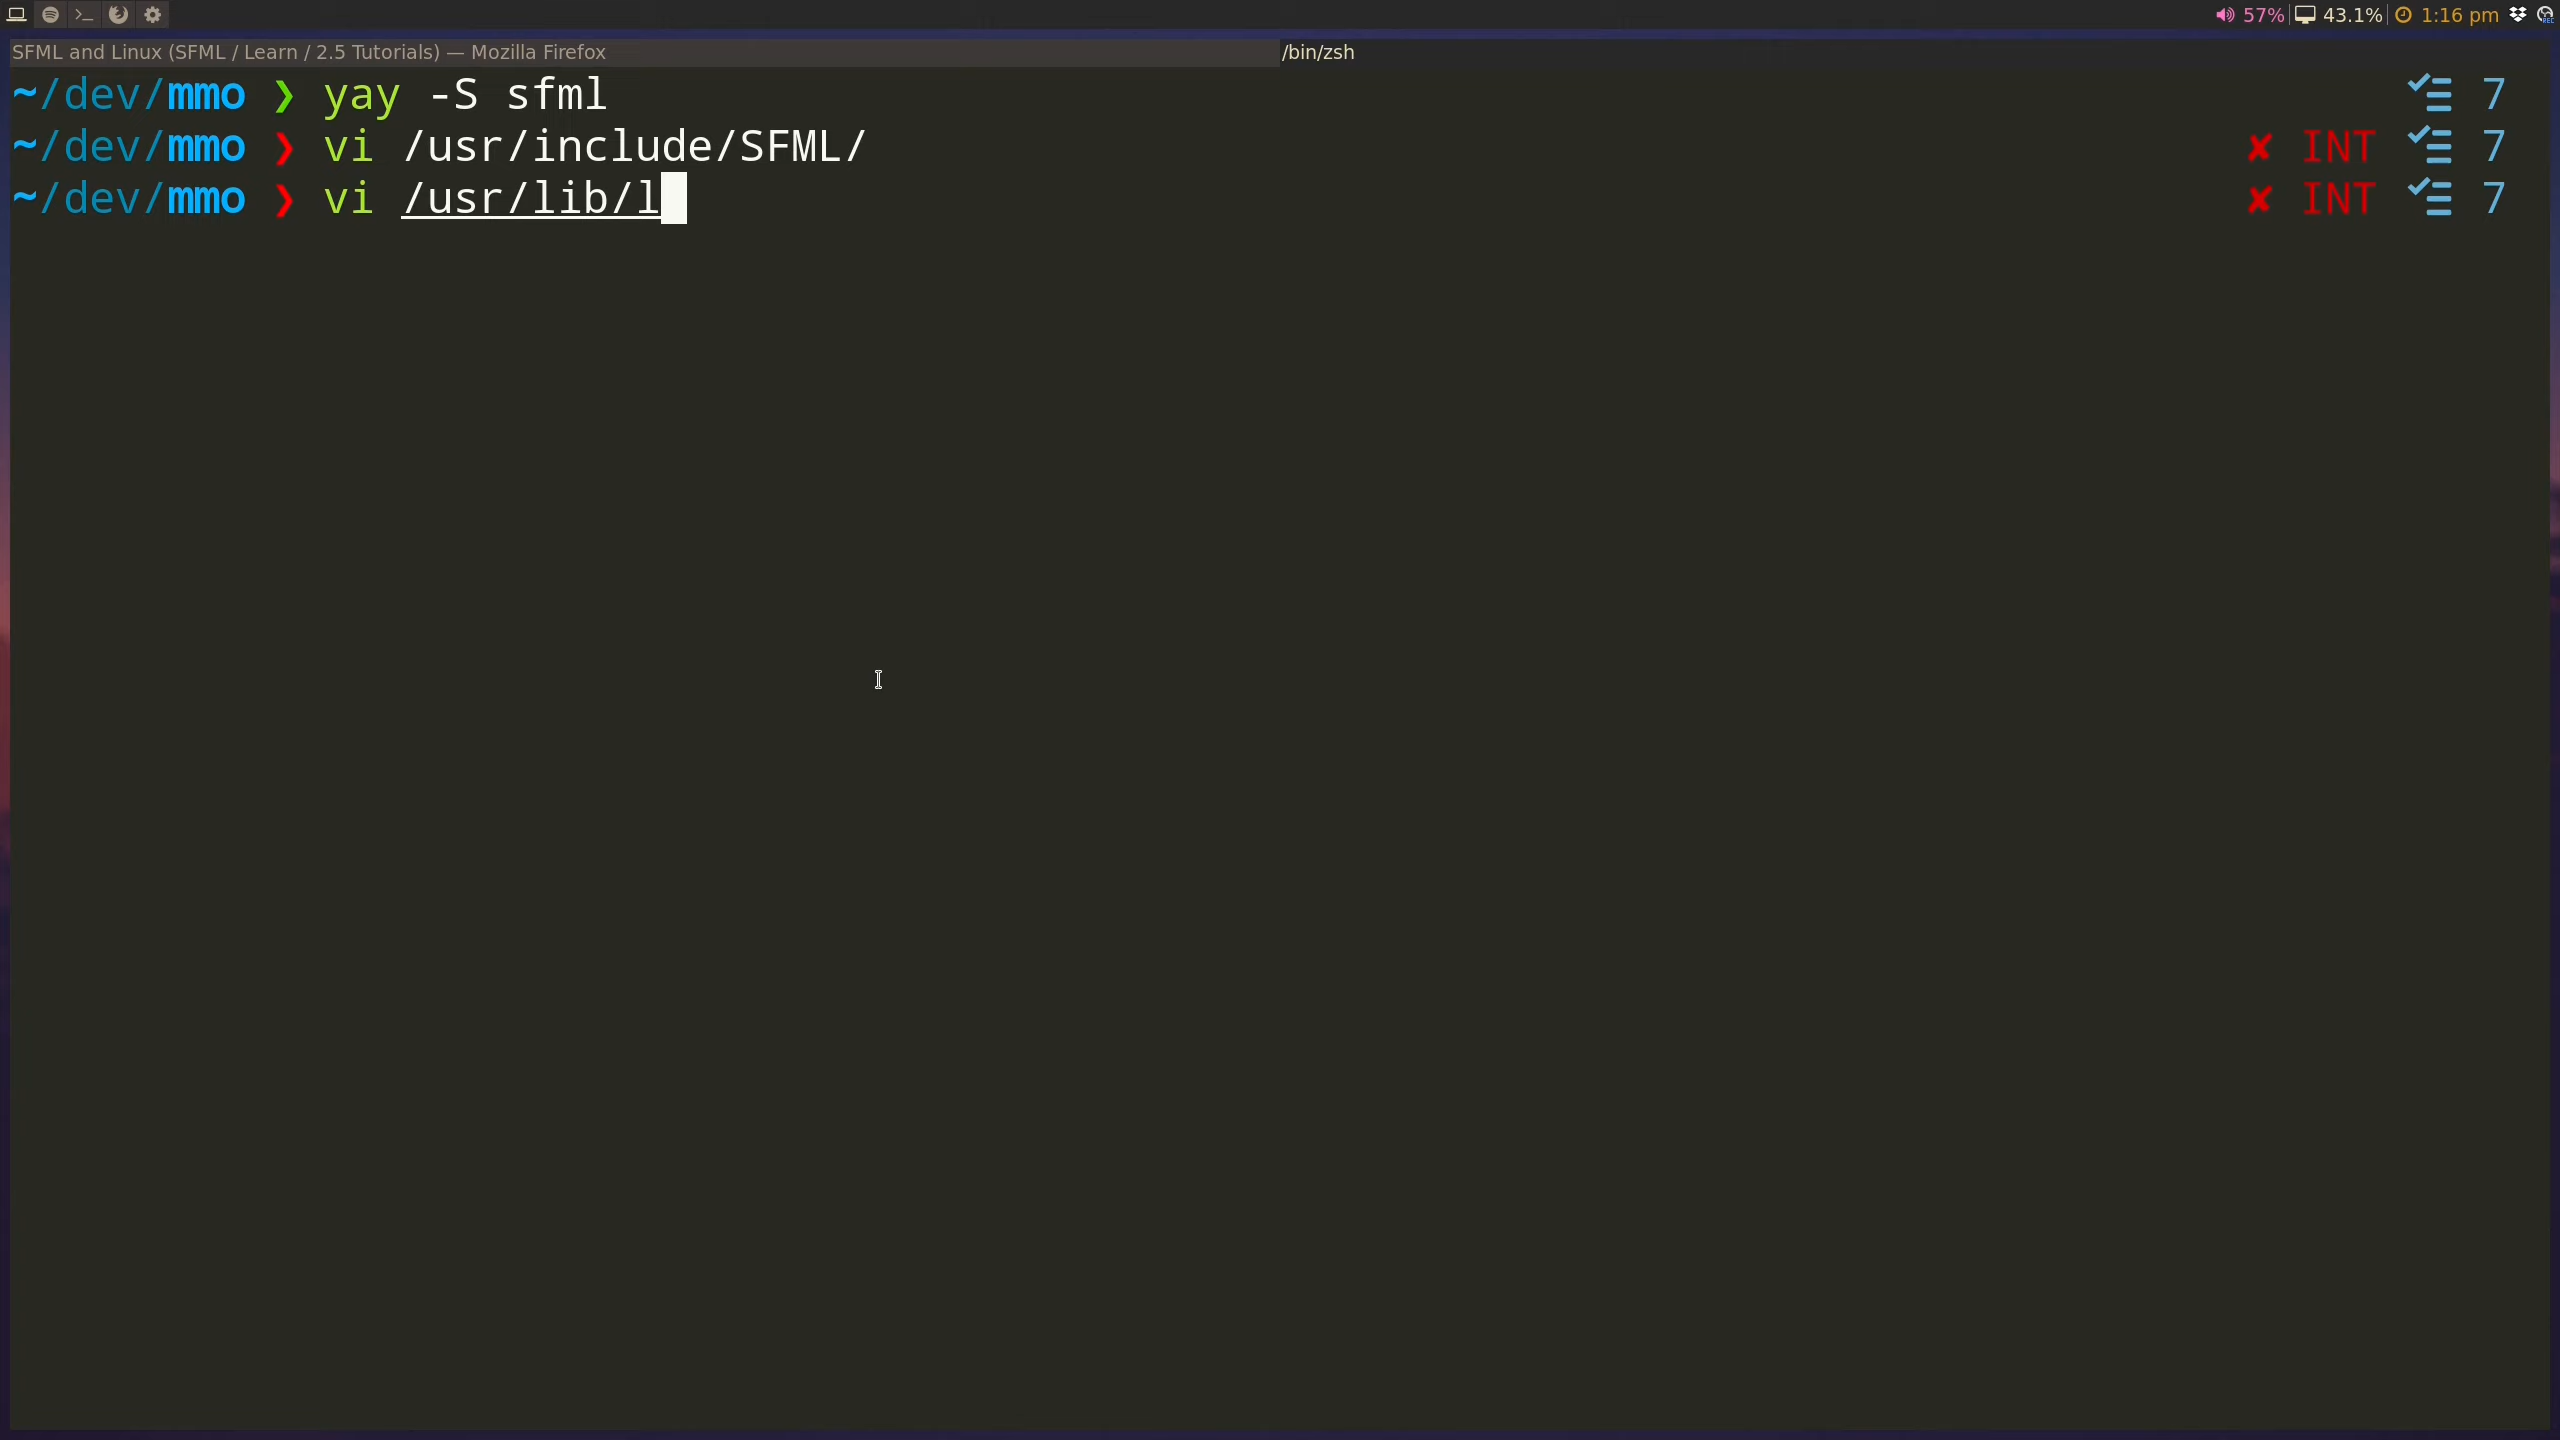 57% 43.1% 1:16 pm
SFML and Linux (SFML / Learn / 2.5 Tutorials) — Mozilla Firefox /bin/zsh
~/dev/mmo ❯ yay -S sfml 7
~/dev/mmo ❯ vi /usr/include/SFML/ ✘ INT 7
~/dev/mmo ❯ vi /usr/lib/l ✘ INT 7